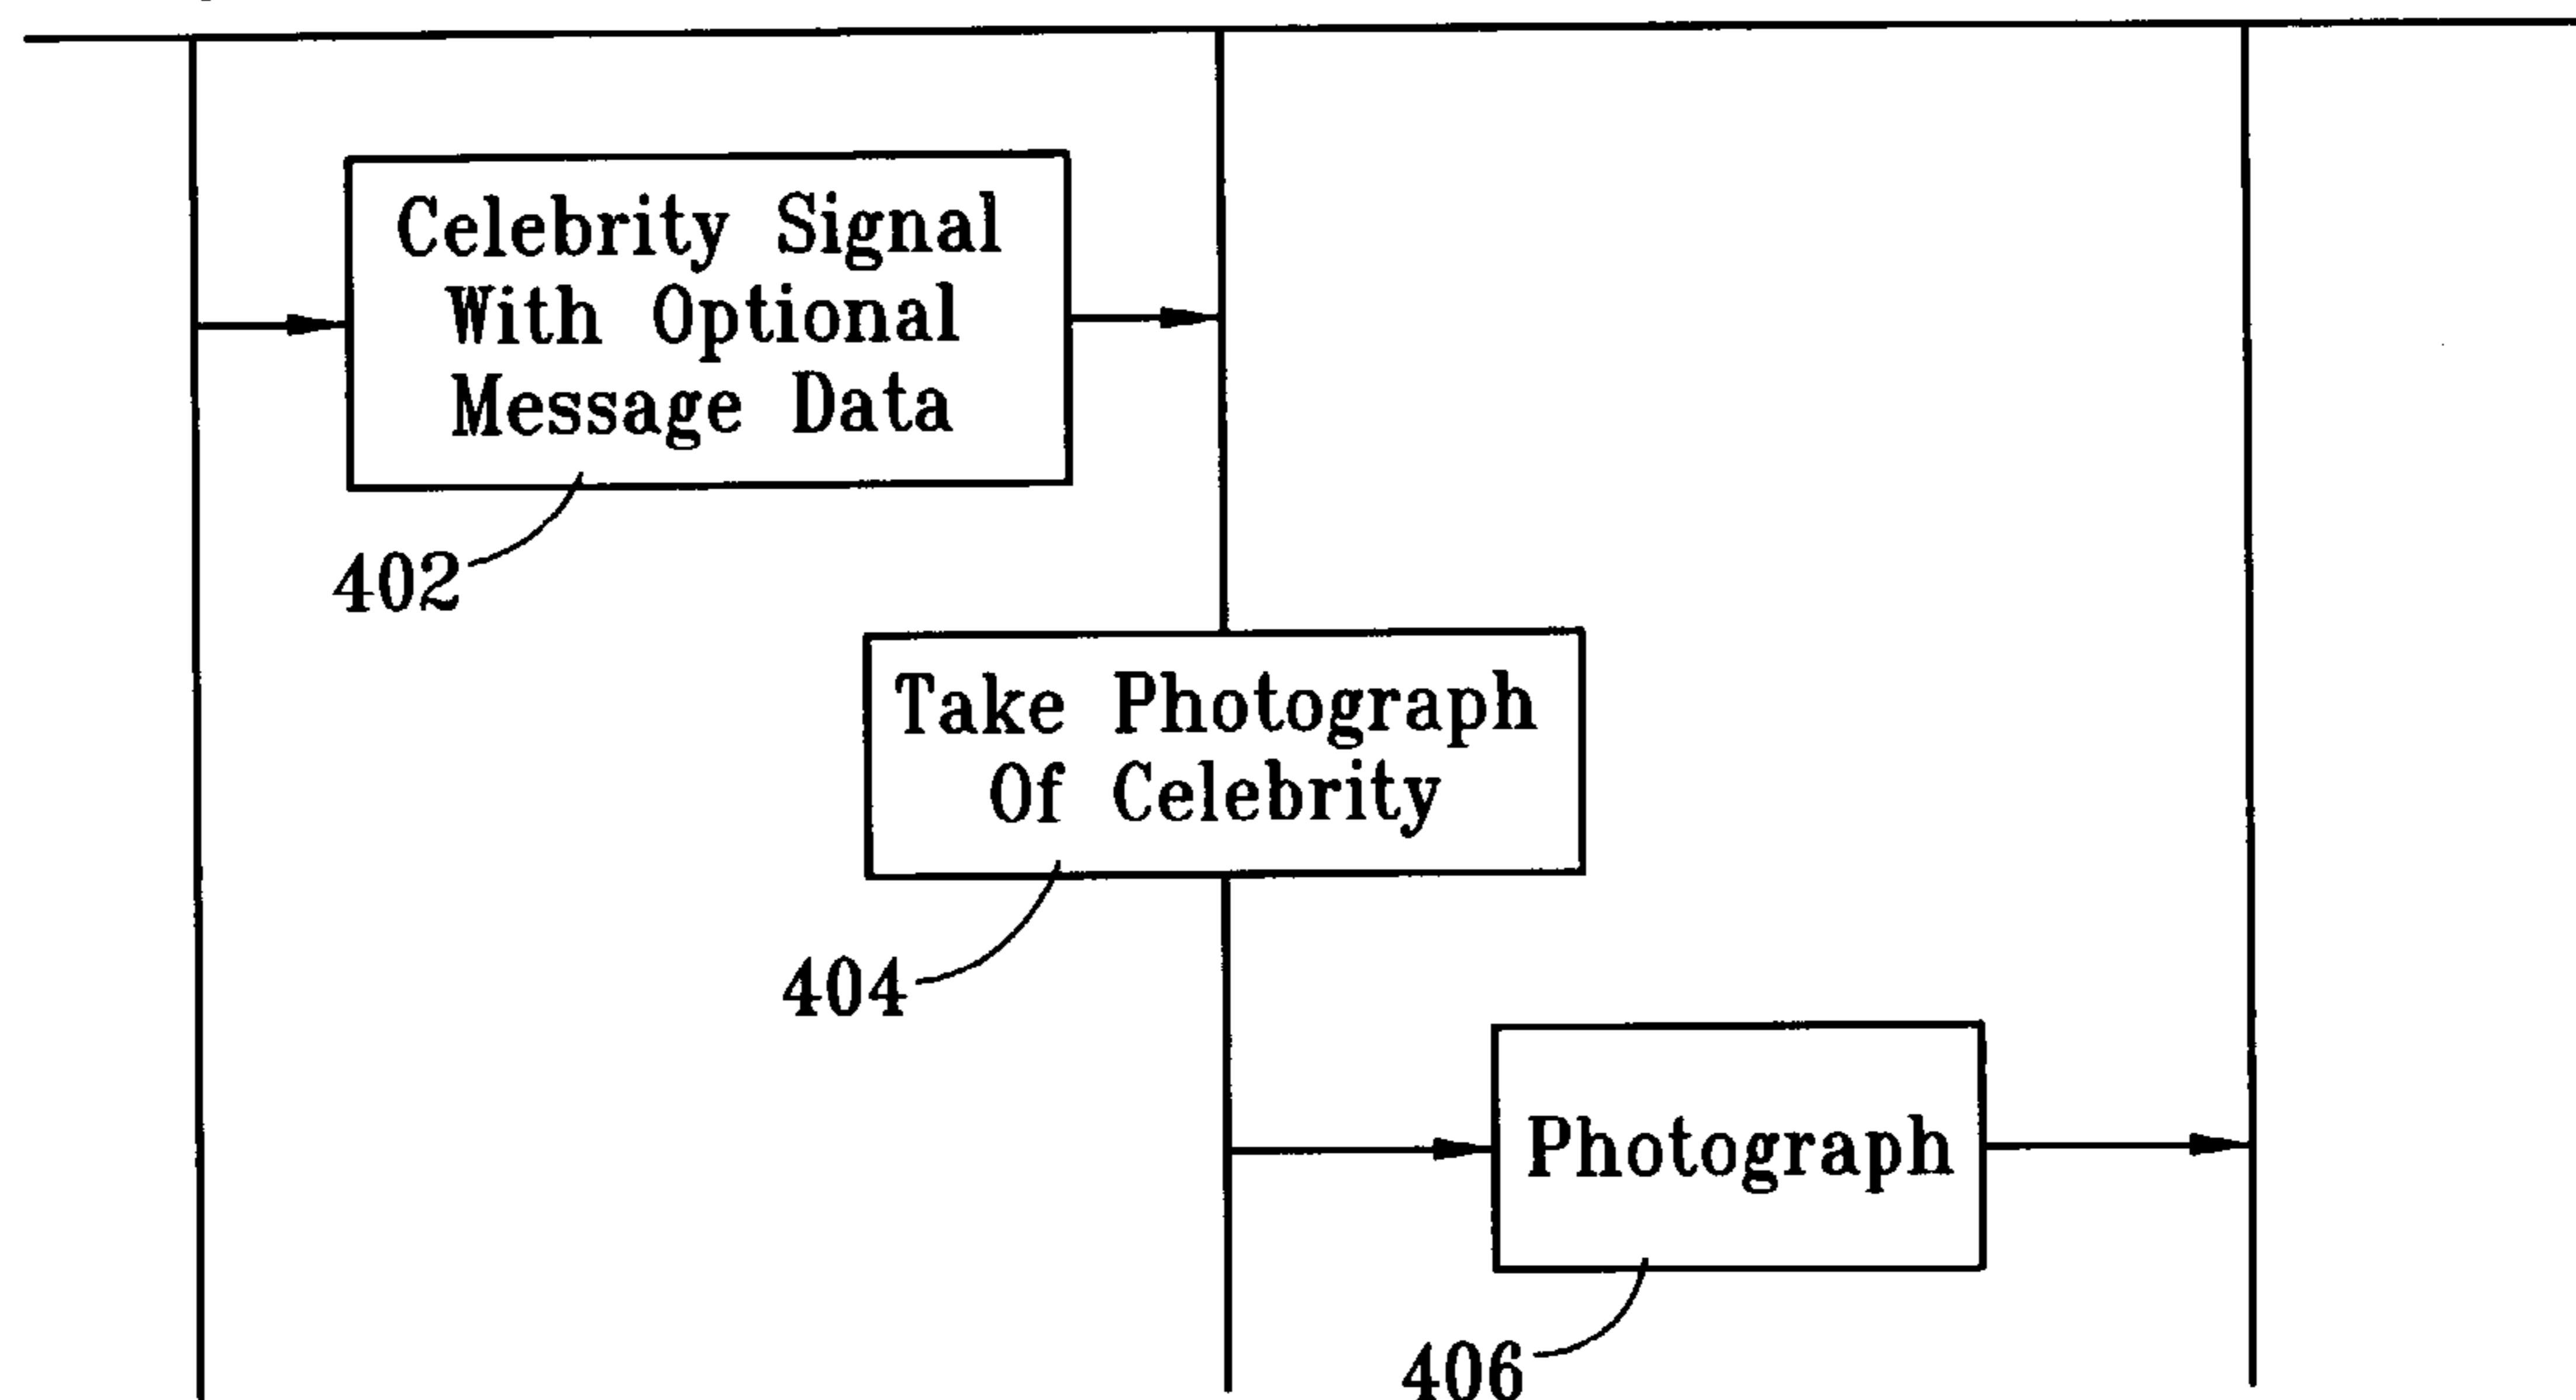 Celebrity Signal
With Optional
Message Data
402
Take Photograph
Of Celebrity
404
Photograph
406